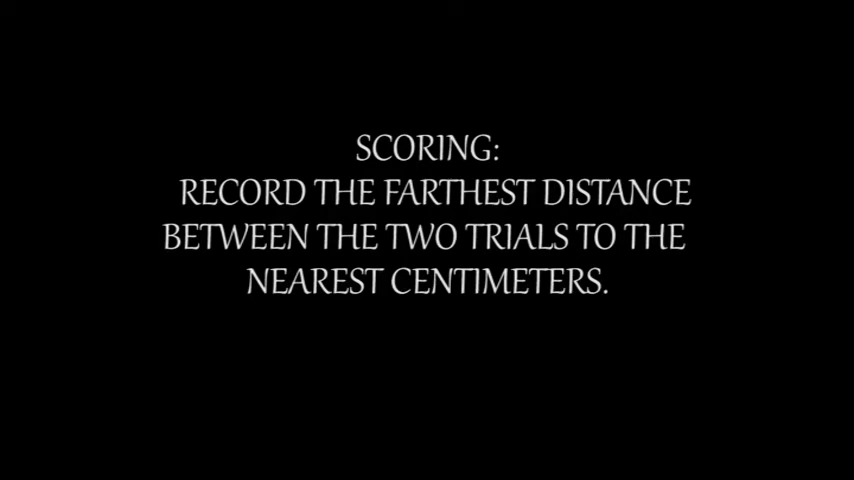 SCORING:
RECORD THE FARTHEST DISTANCE
BETWEEN THE TWO TRIALS TO THE
NEAREST CENTIMETERS.